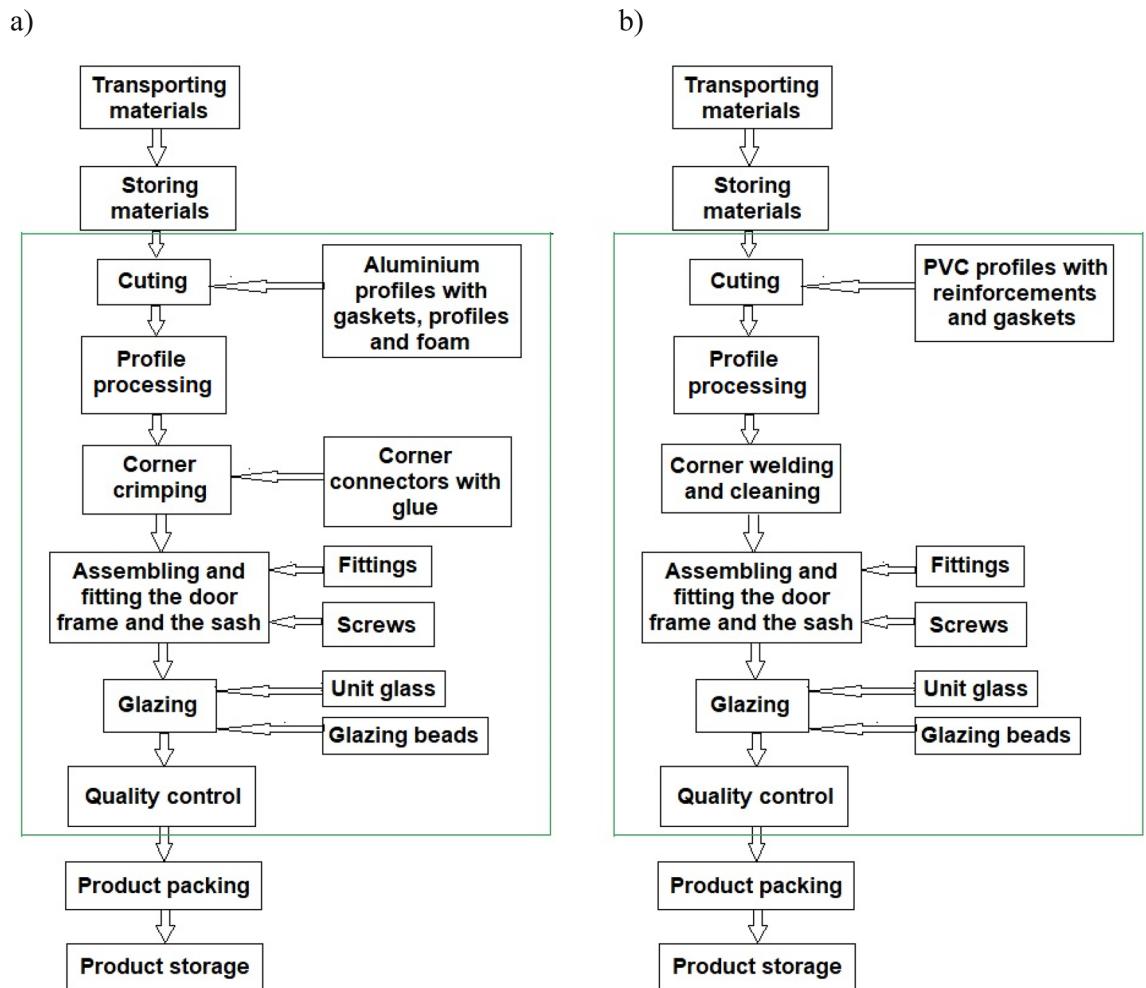 a)
Transporting
materials
Storing
materials
Cuting
Aluminium
profiles with
gaskets, profiles
and foam
Profile
processing
Corner
crimping
Corner
connectors with
glue
Assembling and
fitting the door
frame and the sash
Fittings
Screws
Glazing
Unit glass
Glazing beads
Quality control
Product packing
Product storage
b)
Transporting
materials
Storing
materials
Cuting
PVC profiles with
reinforcements
and gaskets
Profile
processing
Corner welding
and cleaning
Assembling and
fitting the door
frame and the sash
Fittings
Screws
Glazing
Unit glass
Glazing beads
Quality control
Product packing
Product storage